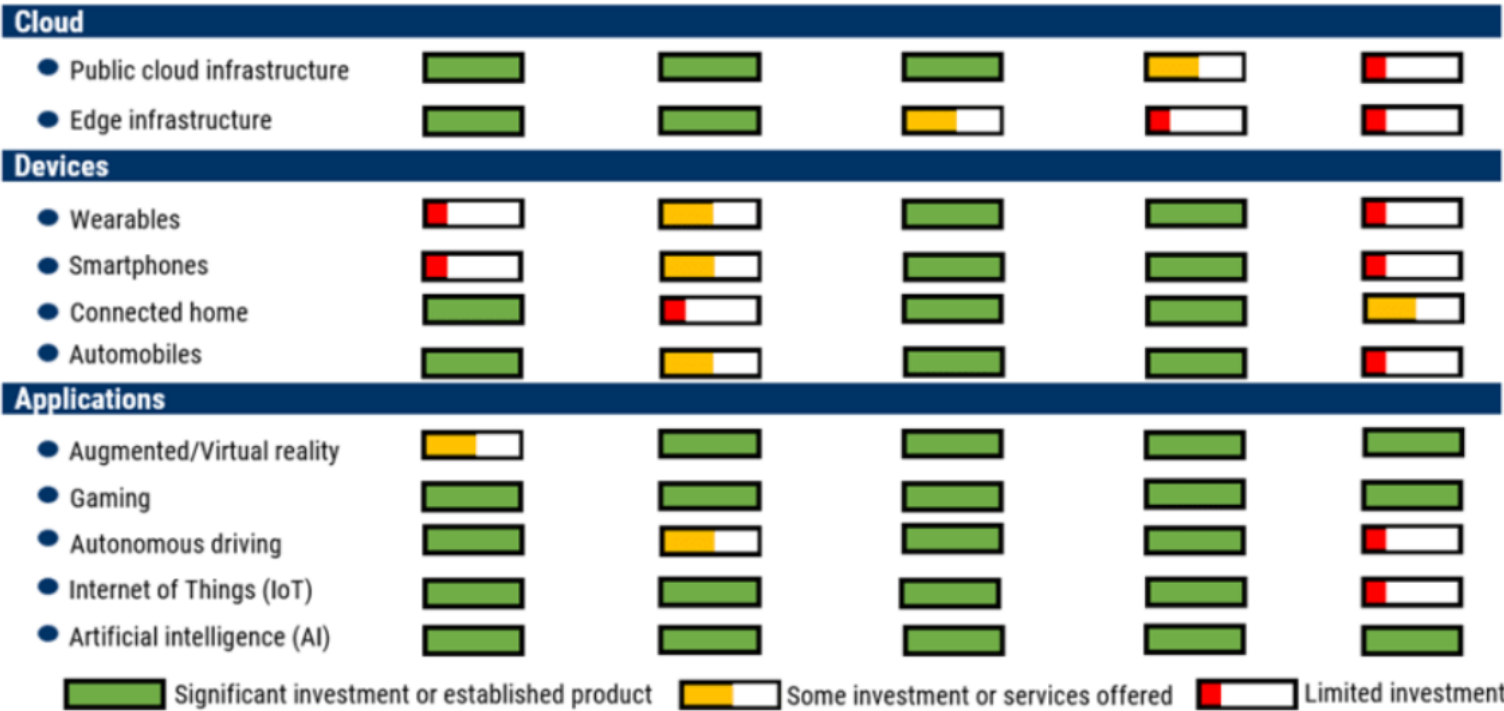 Cloud
Public cloud infrastructure
Edge infrastructure
Devices
Wearables
Smartphones
Connected home
Automobiles
Applications
Augmented/Virtual reality
Gaming
Autonomous driving
Internet of Things (IoT)
Artificial intelligence (AI)
Significant investment or established product Some investment or services offered Limited investment